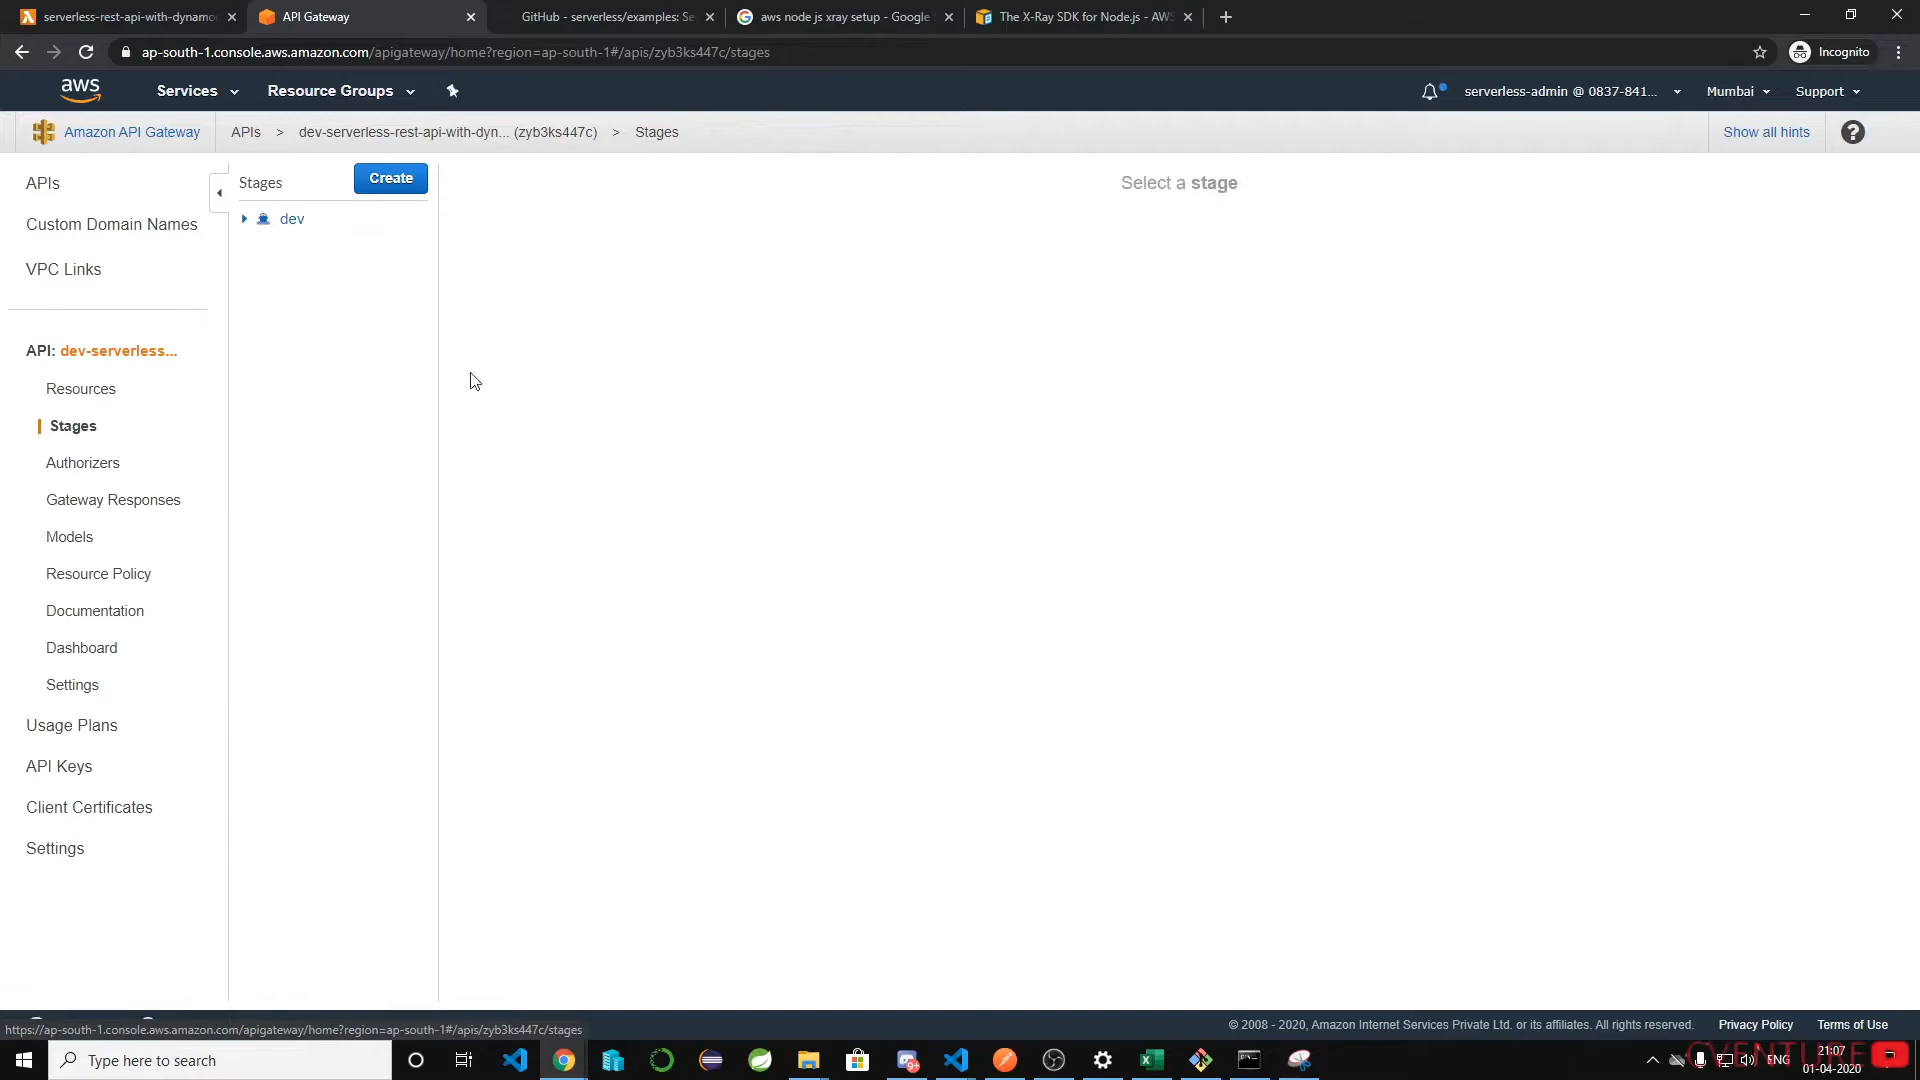 serverless-rest-api-with-dynamo
API Gateway
GitHub - serverless/examples: Se
aws node js xray setup - Google
The X-Ray SDK for Node.js - AWS
ap-south-1.console.aws.amazon.com/apigateway/home?region=ap-south-1#/apis/zyb3ks447c/stages
Incognito
aws
Services
Resource Groups
serverless-admin @ 0837-841...
Mumbai
Support
Amazon API Gateway
APIs > dev-serverless-rest-api-with-dyn... (zyb3ks447c) > Stages
Show all hints
?
APIs
Custom Domain Names
VPC Links
API: dev-serverless...
Resources
Stages
Authorizers
Gateway Responses
Models
Resource Policy
Documentation
Dashboard
Settings
Usage Plans
API Keys
Client Certificates
Settings
Stages
Create
dev
Select a stage
https://ap-south-1.console.aws.amazon.com/apigateway/home?region=ap-south-1#/apis/zyb3ks447c/stages
© 2008 - 2020, Amazon Internet Services Private Ltd. or its affiliates. All rights reserved.
Privacy Policy
Terms of Use
Type here to search
ENG
21:07
01-04-2020
CVENTURE